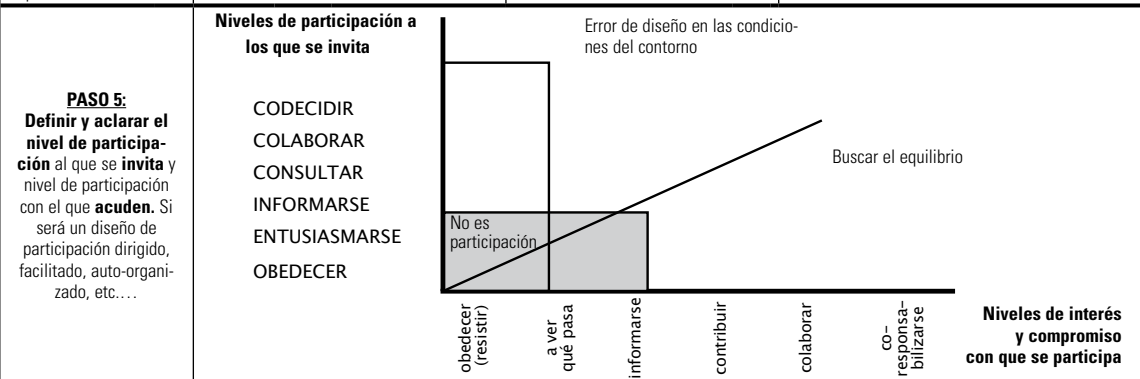 PASO 5:
Definir y aclarar el
nivel de participa-
ción al que se invita y
nivel de participación
con el que acuden. Si
será un diseño de
participación dirigido,
facilitado, auto-organi-
zado, etc....
Niveles de participación a
los que se invita
CODECIDIR
COLABORAR
CONSULTAR
INFORMARSE
ENTUSIASMARSE
OBEDECER
Error de diseño en las condicio-
nes del contorno
Buscar el equilibrio
No es
participación
obedecer
(resistir)
a ver
qué pasa
informarse
contribuir
colaborar
co-
responsa-
bilizarse
Niveles de interés
y compromiso
con que se participa